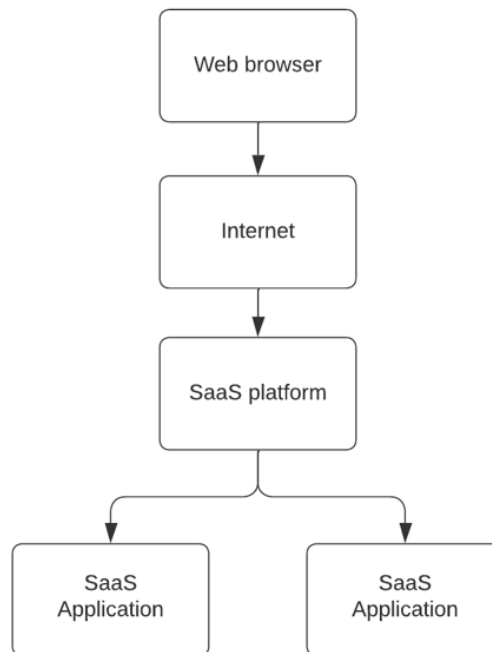 Web browser
Internet
SaaS platform
SaaS
Application
SaaS
Application